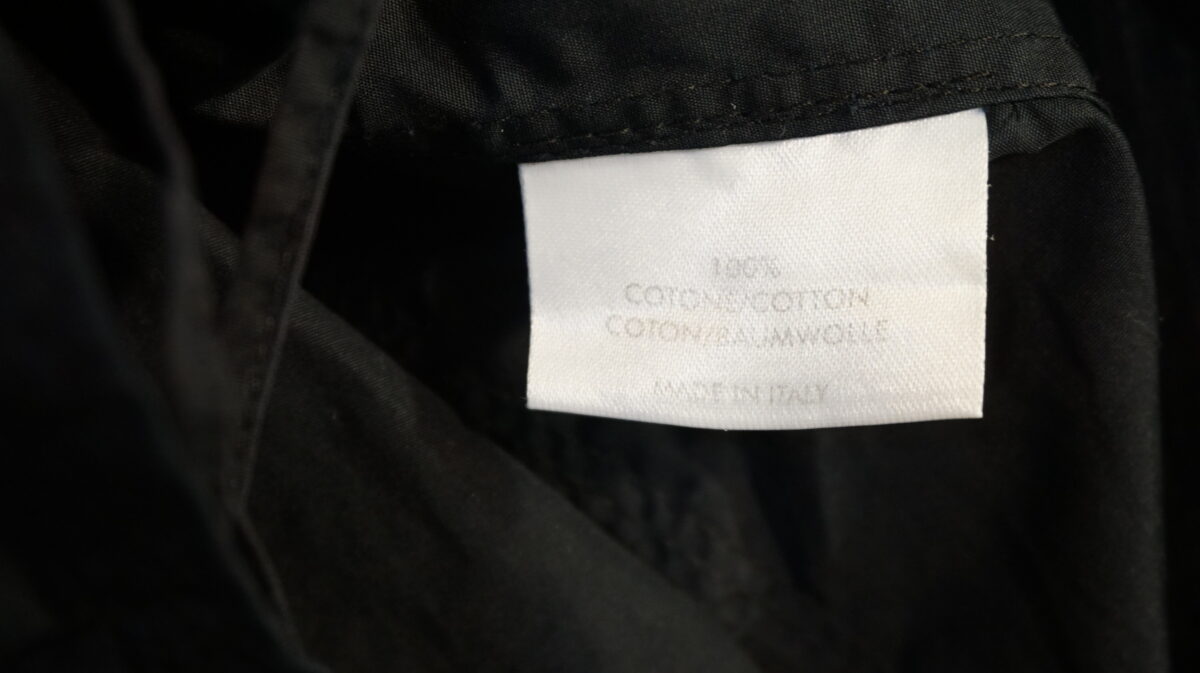 100%
COTONE/COTTON
COTON/BAUMWOLLE
MADE IN ITALY